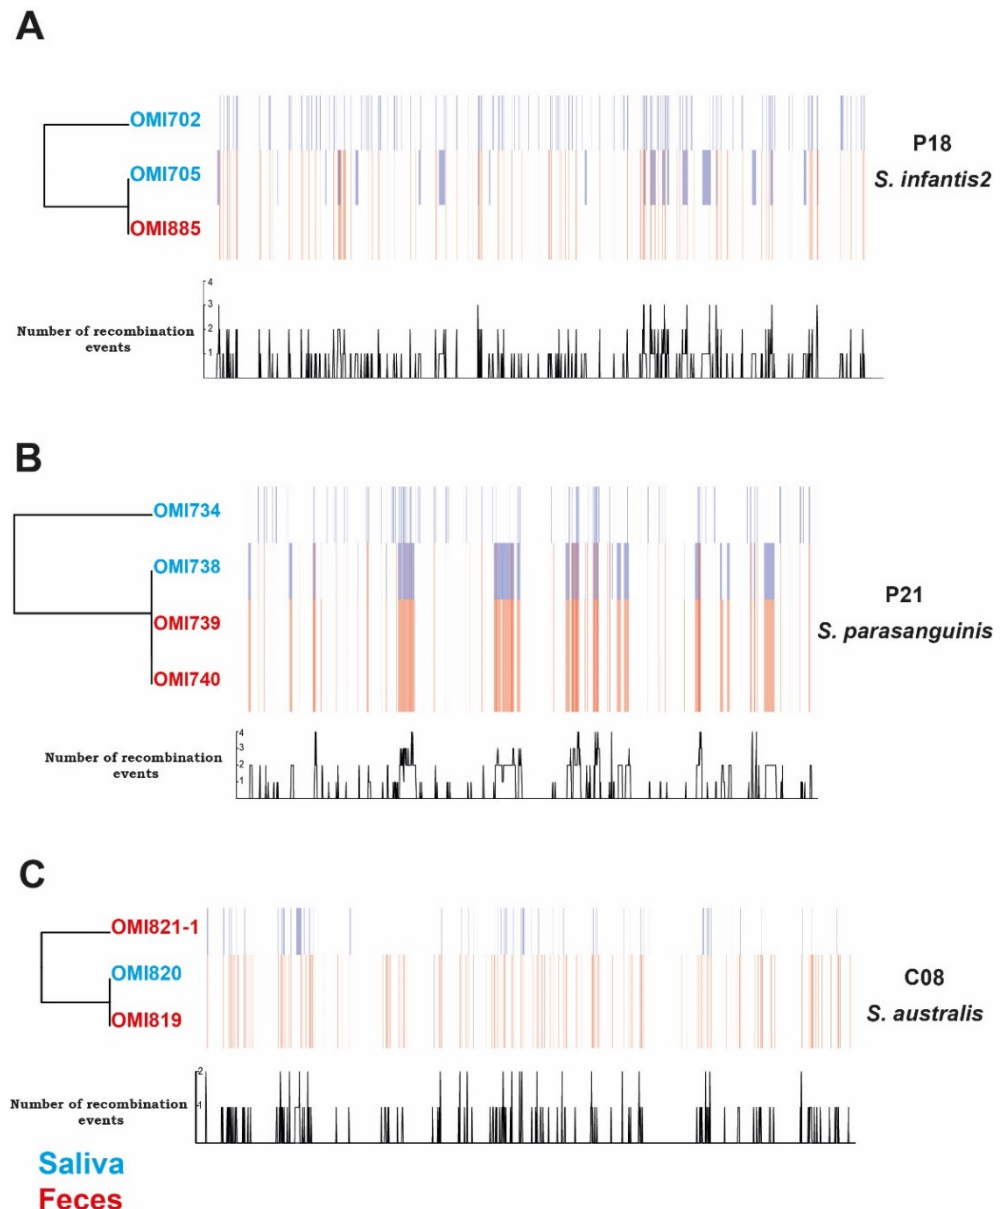 A
OMI702
OMI705
OMI885
P18
S. infantis2
Number of recombination
events
4
3
2
1
B
OMI734
OMI738
OMI739
OMI740
P21
S. parasanguinis
Number of recombination
events
4
3
2
1
C
OMI821-1
OMI820
OMI819
C08
S. australis
Number of recombination
events
2
1
Saliva
Feces